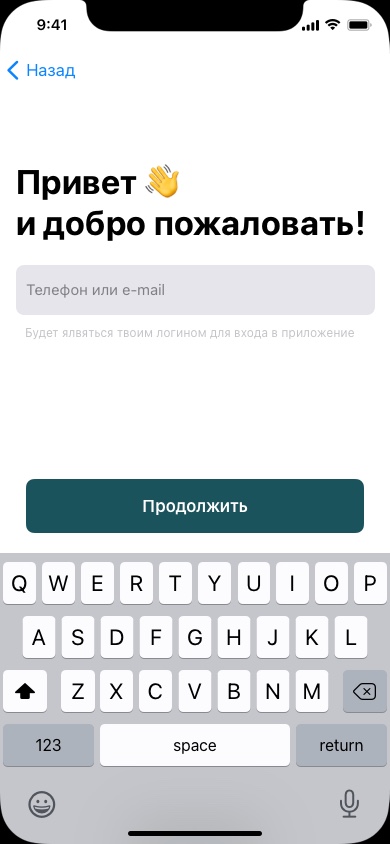 9:41
Назад
Привет 👋
и добро пожаловать!
Телефон или e-mail
Будет ялвяться твоим логином для входа в приложение
Продолжить
Q W E R T Y U I O P
A S D F G H J K L
Z X C V B N M
123 space return